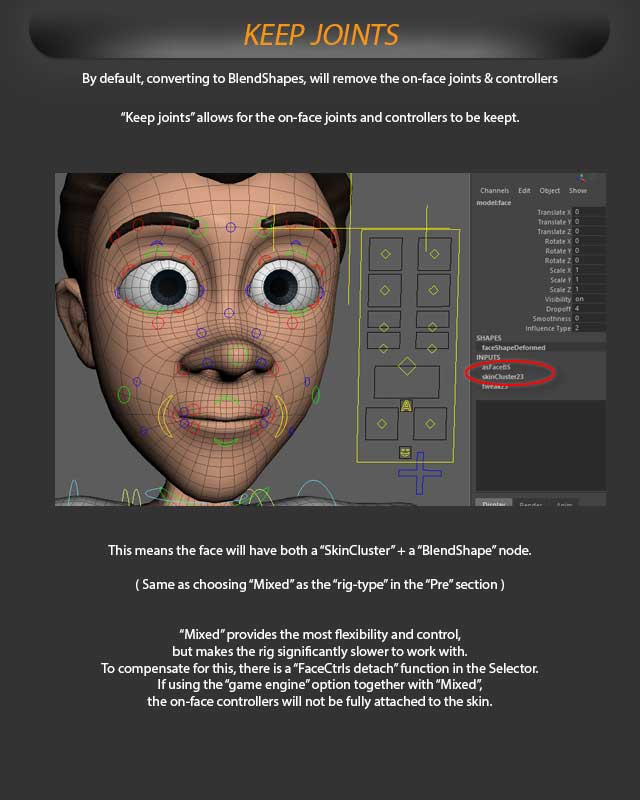 KEEP JOINTS
By default, converting to BlendShapes, will remove the on-face joints & controllers
“Keep joints” allows for the on-face joints and controllers to be keept.
Channels Edit Object Show
model:face
Translate X 0
Translate Y 0
Translate Z 0
Rotate X 0
Rotate Y 0
Rotate Z 0
Scale X 1
Scale Y 1
Scale Z 1
Visibility on
Dropoff 4
Smoothness 0
Influence Type 2
SHAPES
faceShapeDeformed
INPUTS
asFaceBS
skinCluster23
tweak23
Display Render Anim
This means the face will have both a “SkinCluster” + a “BlendShape” node.
( Same as choosing “Mixed” as the “rig-type” in the “Pre” section )
“Mixed” provides the most flexibility and control,
but makes the rig significantly slower to work with.
To compensate for this, there is a “FaceCtrls detach” function in the Selector.
If using the “game engine” option together with “Mixed”,
the on-face controllers will not be fully attached to the skin.